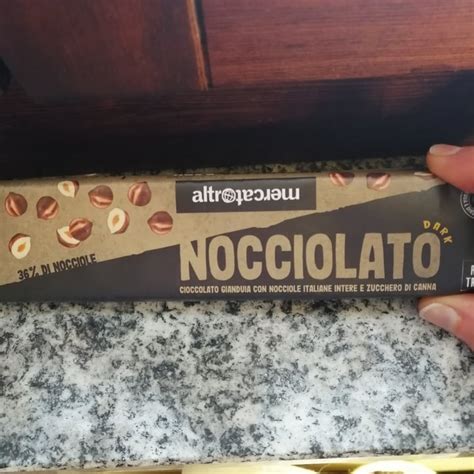 altromercato
36% DI NOCCIOLE
NOCCIOLATO
DARK
CIOCCOLATO GIANDUIA CON NOCCIOLE ITALIANE INTERE E ZUCCHERO DI CANNA